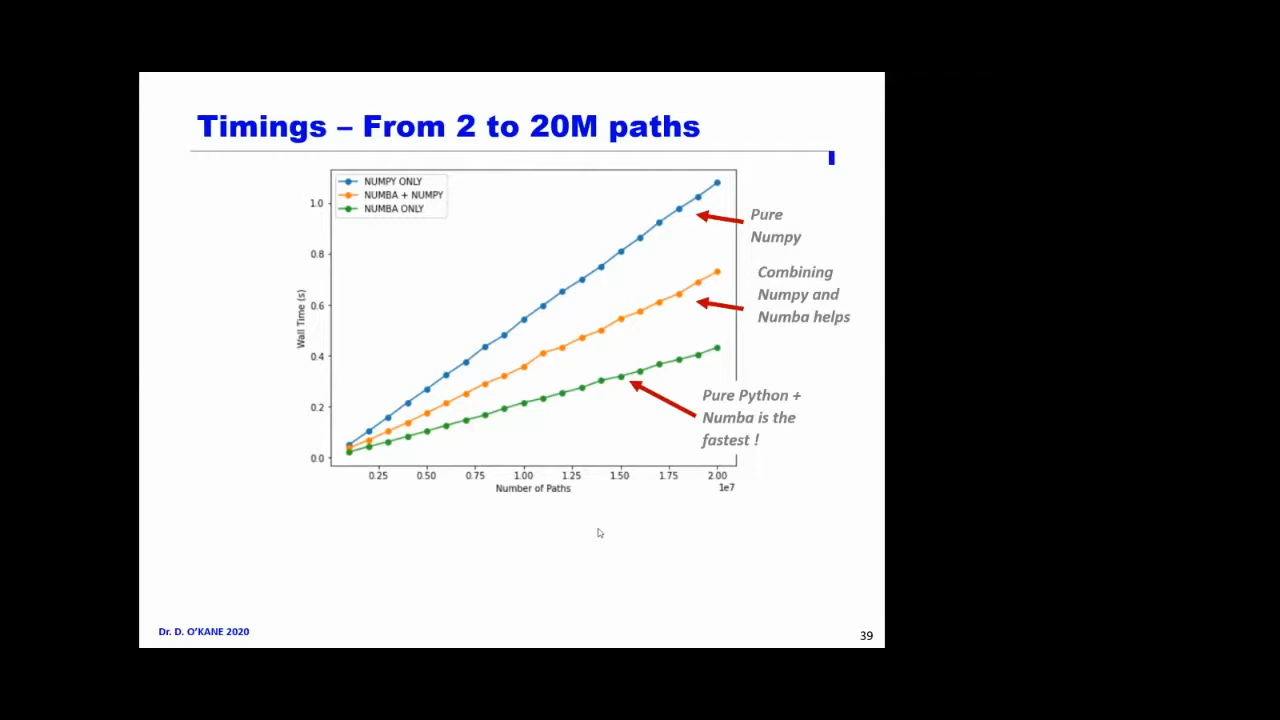 Timings – From 2 to 20M paths
NUMPY ONLY
NUMBA + NUMPY
NUMBA ONLY
1.0
0.8
0.6
0.4
0.2
0.0
Wall Time (s)
0.25 0.50 0.75 1.00 1.25 1.50 1.75 2.00
1e7
Number of Paths
Pure
Numpy
Combining
Numpy and
Numba helps
Pure Python +
Numba is the
fastest !
Dr. D. O'KANE 2020
39